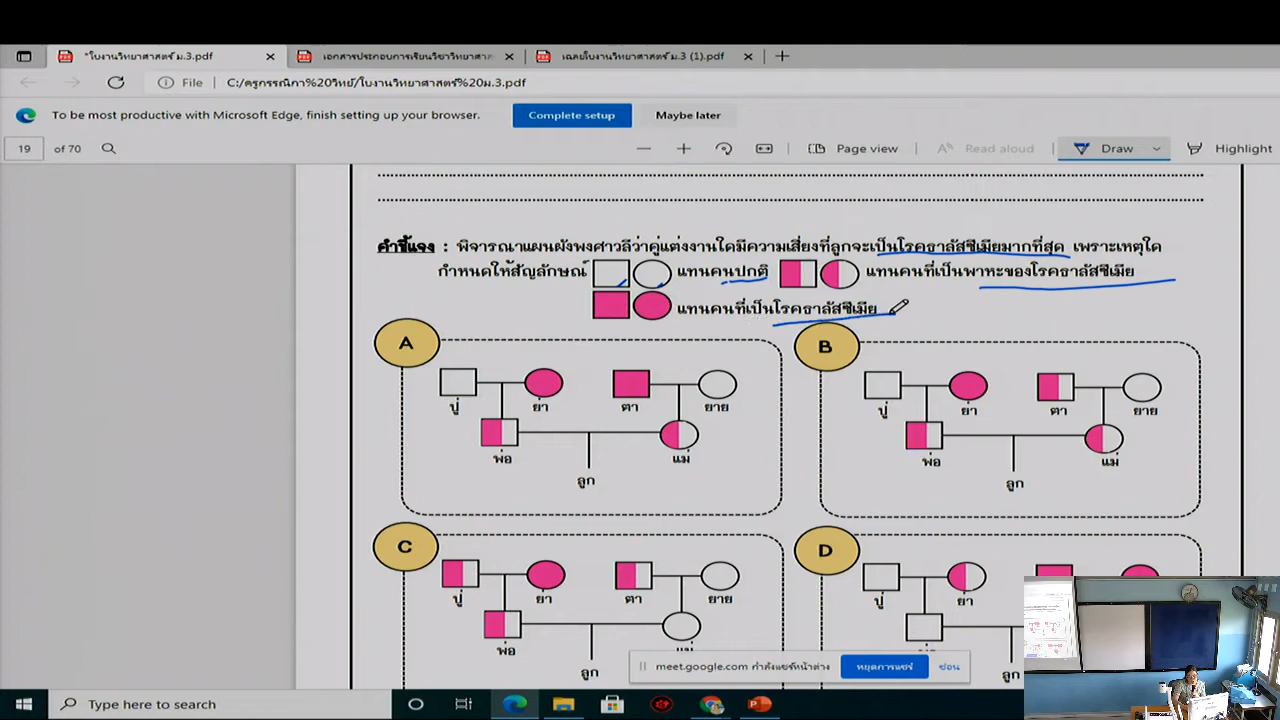 *ใบงานวิทยาศาสตร์ ม.3.pdf
เอกสารประกอบการเรียนวิชาวิทยาศา
เฉลยใบงานวิทยาศาสตร์ ม.3 (1).pdf
File
C:/ครูกรรณิกา%20วิทย์/ใบงานวิทยาศาสตร์%20ม.3.pdf
To be most productive with Microsoft Edge, finish setting up your browser.
Complete setup
Maybe later
19 of 70
Page view
Read aloud
Draw
Highlight
คำชี้แจง : พิจารณาแผนผังพงศาวลีว่าคู่แต่งงานใดมีความเสี่ยงที่ลูกจะเป็นโรคธาลัสซีเมียมากที่สุด เพราะเหตุใด
กำหนดให้สัญลักษณ์ แทนคนปกติ แทนคนที่เป็นพาหะของโรคธาลัสซีเมีย
แทนคนที่เป็นโรคธาลัสซีเมีย
A
ปู่ ย่า ตา ยาย
พ่อ แม่
ลูก
B
ปู่ ย่า ตา ยาย
พ่อ แม่
ลูก
C
ปู่ ย่า ตา ยาย
พ่อ แม่
ลูก
D
ปู่ ย่า
ลูก
meet.google.com กำลังแชร์หน้าต่าง
หยุดการแชร์
ซ่อน
Type here to search